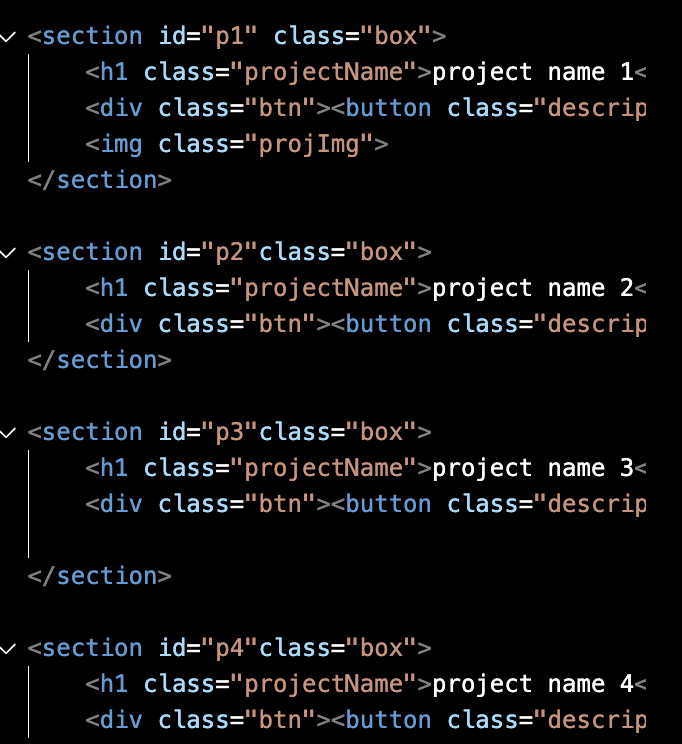 <section id="p1" class="box">
<h1 class="projectName">project name 1<
<div class="btn"><button class="descrip
<img class="projImg">
</section>
<section id="p2"class="box">
<h1 class="projectName">project name 2<
<div class="btn"><button class="descrip
</section>
<section id="p3"class="box">
<h1 class="projectName">project name 3<
<div class="btn"><button class="descrip
</section>
<section id="p4"class="box">
<h1 class="projectName">project name 4<
<div class="btn"><button class="descrip